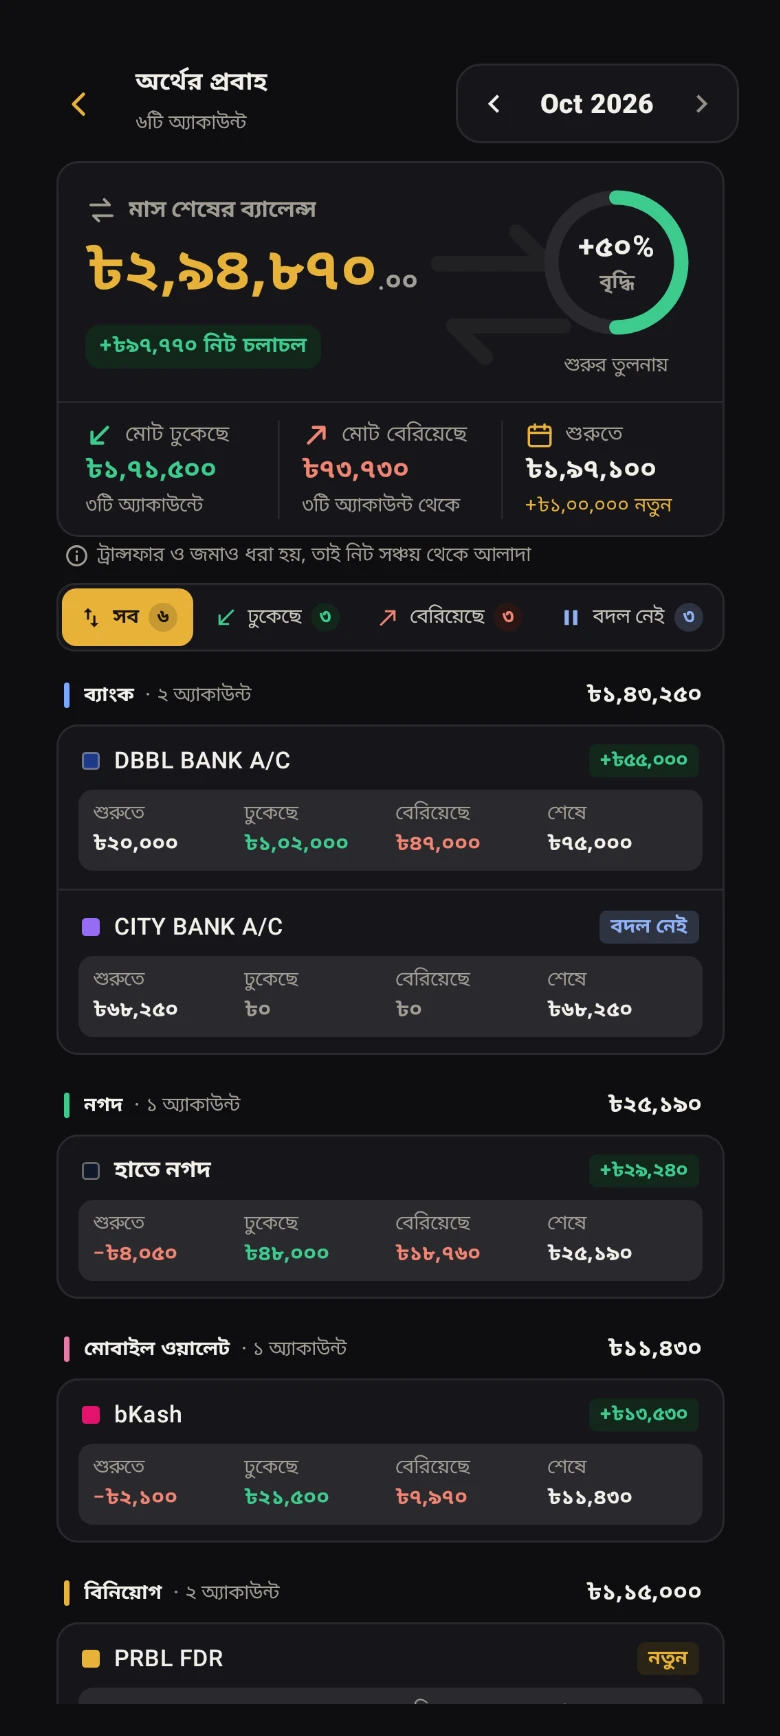 অর্থের প্রবাহ
৬টি অ্যাকাউন্ট
Oct 2026
মাস শেষের ব্যালেন্স
৳২,৯৪,৮৭০.০০
+৳৯৭,৭৭০ নিট চলাচল
+৫০%
বৃদ্ধি
শুরুর তুলনায়
মোট ঢুকেছে
৳১,৭১,৫০০
৩টি অ্যাকাউন্টে
মোট বেরিয়েছে
৳৭৩,৭৩০
৩টি অ্যাকাউন্ট থেকে
শুরুতে
৳১,৯৭,১০০
+৳১,০০,০০০ নতুন
ট্রান্সফার ও জমাও ধরা হয়, তাই নিট সঞ্চয় থেকে আলাদা
সব ৬ ঢুকেছে ৩ বেরিয়েছে ৩ বদল নেই ৩
ব্যাংক · ২ অ্যাকাউন্ট ৳১,৪৩,২৫০
DBBL BANK A/C +৳৫৫,০০০
শুরুতে ঢুকেছে বেরিয়েছে শেষে
৳২০,০০০ ৳১,০২,০০০ ৳৪৭,০০০ ৳৭৫,০০০
CITY BANK A/C বদল নেই
শুরুতে ঢুকেছে বেরিয়েছে শেষে
৳৬৮,২৫০ ৳০ ৳০ ৳৬৮,২৫০
নগদ · ১ অ্যাকাউন্ট ৳২৫,১৯০
হাতে নগদ +৳২৯,২৪০
শুরুতে ঢুকেছে বেরিয়েছে শেষে
−৳৪,০৫০ ৳৪৮,০০০ ৳১৮,৭৬০ ৳২৫,১৯০
মোবাইল ওয়ালেট · ১ অ্যাকাউন্ট ৳১১,৪৩০
bKash +৳১৩,৫৩০
শুরুতে ঢুকেছে বেরিয়েছে শেষে
−৳২,১০০ ৳২১,৫০০ ৳৭,৯৭০ ৳১১,৪৩০
বিনিয়োগ · ২ অ্যাকাউন্ট ৳১,১৫,০০০
PRBL FDR নতুন